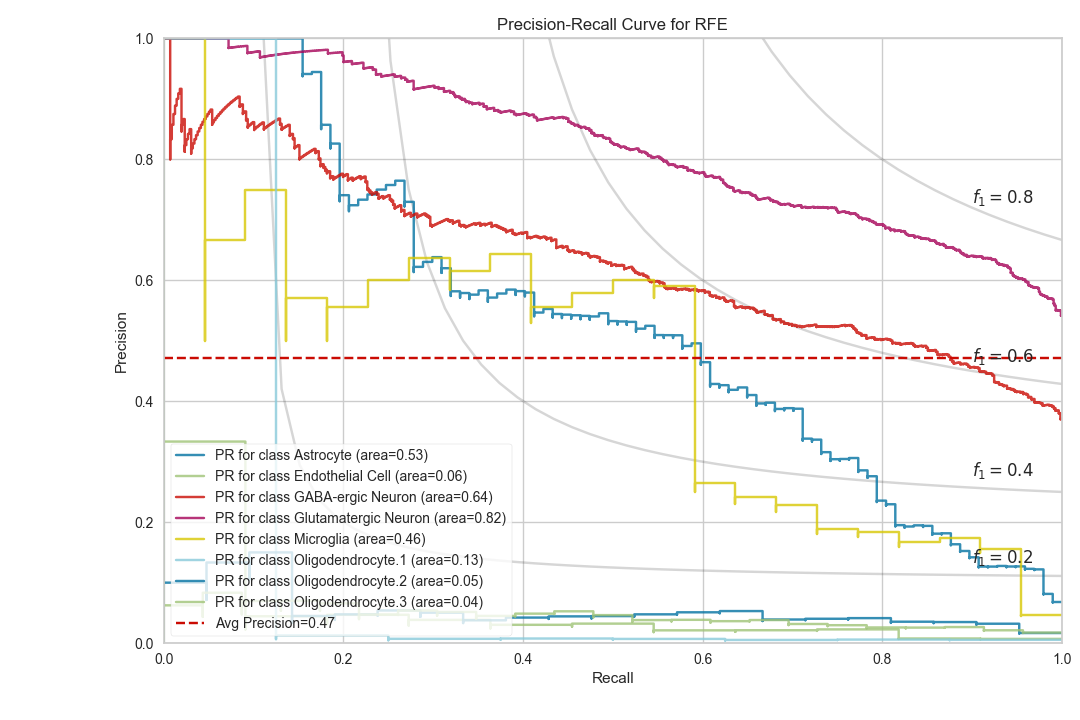 Precision-Recall Curve for RFE
1.0
0.8
0.6
0.4
0.2
0.0
Precision
f1 = 0.8
f1 = 0.6
f1 = 0.4
f1 = 0.2
PR for class Astrocyte (area=0.53)
PR for class Endothelial Cell (area=0.06)
PR for class GABA-ergic Neuron (area=0.64)
PR for class Glutamatergic Neuron (area=0.82)
PR for class Microglia (area=0.46)
PR for class Oligodendrocyte.1 (area=0.13)
PR for class Oligodendrocyte.2 (area=0.05)
PR for class Oligodendrocyte.3 (area=0.04)
Avg Precision=0.47
0.0 0.2 0.4 0.6 0.8 1.0
Recall